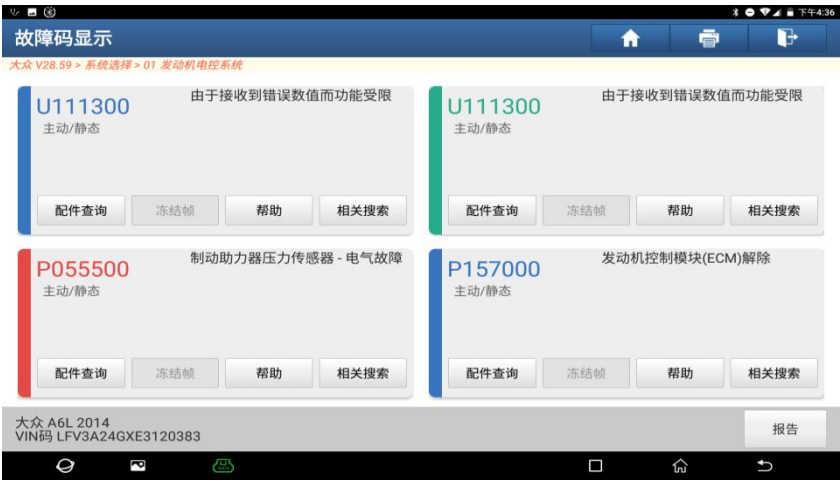 下午4:36
故障码显示
大众 V28.59 > 系统选择 > 01 发动机电控系统
U111300 由于接收到错误数值而功能受限
主动/静态
配件查询 冻结帧 帮助 相关搜索
U111300 由于接收到错误数值而功能受限
主动/静态
配件查询 冻结帧 帮助 相关搜索
P055500 制动助力器压力传感器 - 电气故障
主动/静态
配件查询 冻结帧 帮助 相关搜索
P157000 发动机控制模块(ECM)解除
主动/静态
配件查询 冻结帧 帮助 相关搜索
大众 A6L 2014
VIN码 LFV3A24GXE3120383
报告